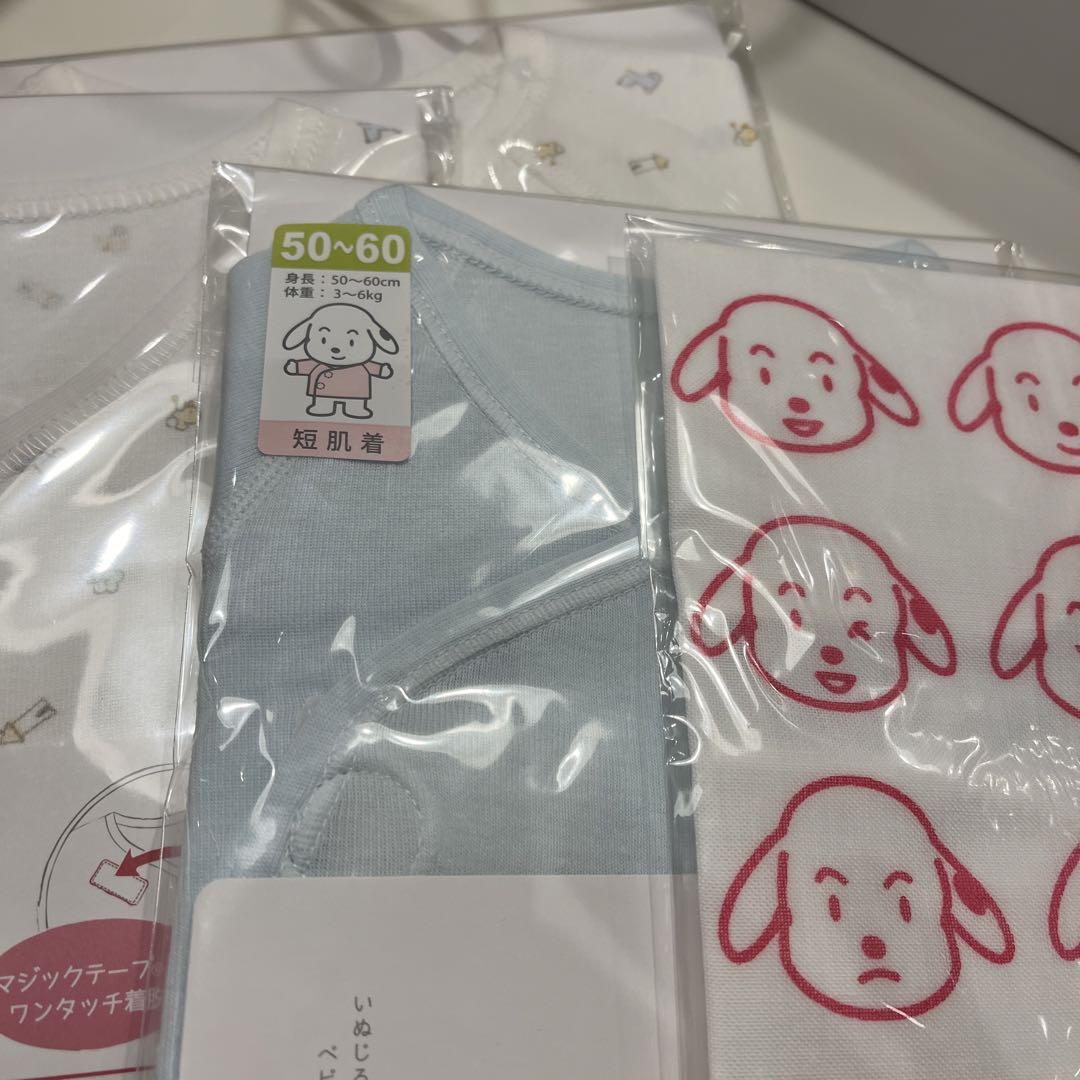 50~60
身長：50〜60cm
体重：3〜6kg
短肌着
マジックテープ
ワンタッチ着
いぬじ
ベビ